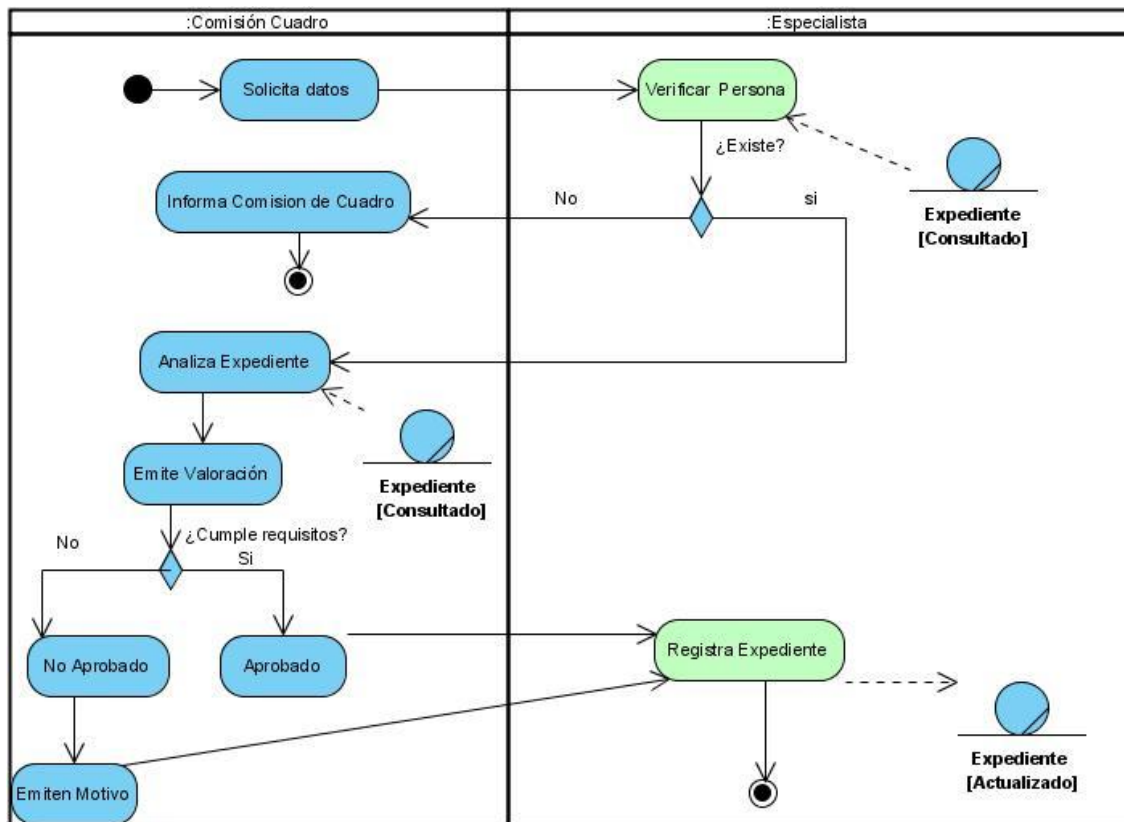 :Comisión Cuadro
:Especialista
Solicita datos
Verificar Persona
¿Existe?
Informa Comision de Cuadro
No
si
Expediente
[Consultado]
Analiza Expediente
Emite Valoración
Expediente
[Consultado]
¿Cumple requisitos?
No
Si
No Aprobado
Aprobado
Registra Expediente
Emiten Motivo
Expediente
[Actualizado]